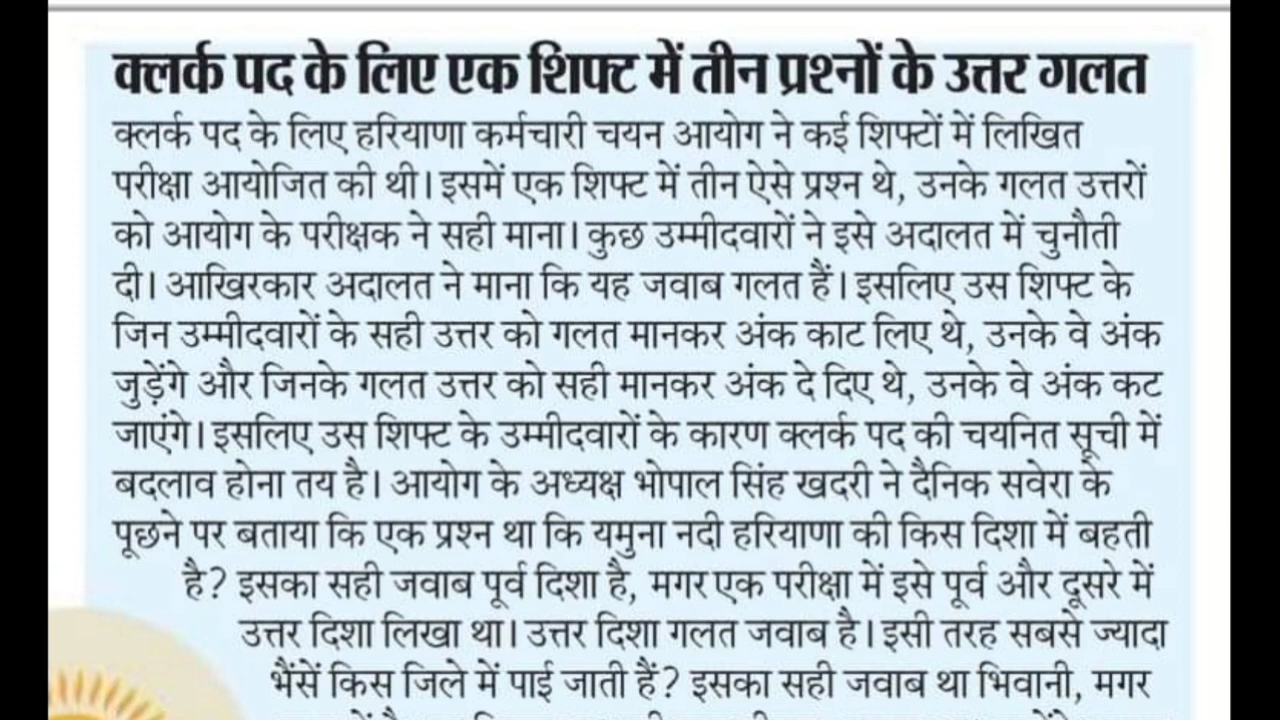 क्लर्क पद के लिए एक शिफ्ट में तीन प्रश्नों के उत्तर गलत
क्लर्क पद के लिए हरियाणा कर्मचारी चयन आयोग ने कई शिफ्टों में लिखित
परीक्षा आयोजित की थी। इसमें एक शिफ्ट में तीन ऐसे प्रश्न थे, उनके गलत उत्तरों
को आयोग के परीक्षक ने सही माना। कुछ उम्मीदवारों ने इसे अदालत में चुनौती
दी। आखिरकार अदालत ने माना कि यह जवाब गलत हैं। इसलिए उस शिफ्ट के
जिन उम्मीदवारों के सही उत्तर को गलत मानकर अंक काट लिए थे, उनके वे अंक
जुड़ेंगे और जिनके गलत उत्तर को सही मानकर अंक दे दिए थे, उनके वे अंक कट
जाएंगे। इसलिए उस शिफ्ट के उम्मीदवारों के कारण क्लर्क पद की चयनित सूची में
बदलाव होना तय है। आयोग के अध्यक्ष भोपाल सिंह खदरी ने दैनिक सवेरा के
पूछने पर बताया कि एक प्रश्न था कि यमुना नदी हरियाणा की किस दिशा में बहती
है? इसका सही जवाब पूर्व दिशा है, मगर एक परीक्षा में इसे पूर्व और दूसरे में
उत्तर दिशा लिखा था। उत्तर दिशा गलत जवाब है। इसी तरह सबसे ज्यादा
भैंसें किस जिले में पाई जाती हैं? इसका सही जवाब था भिवानी, मगर